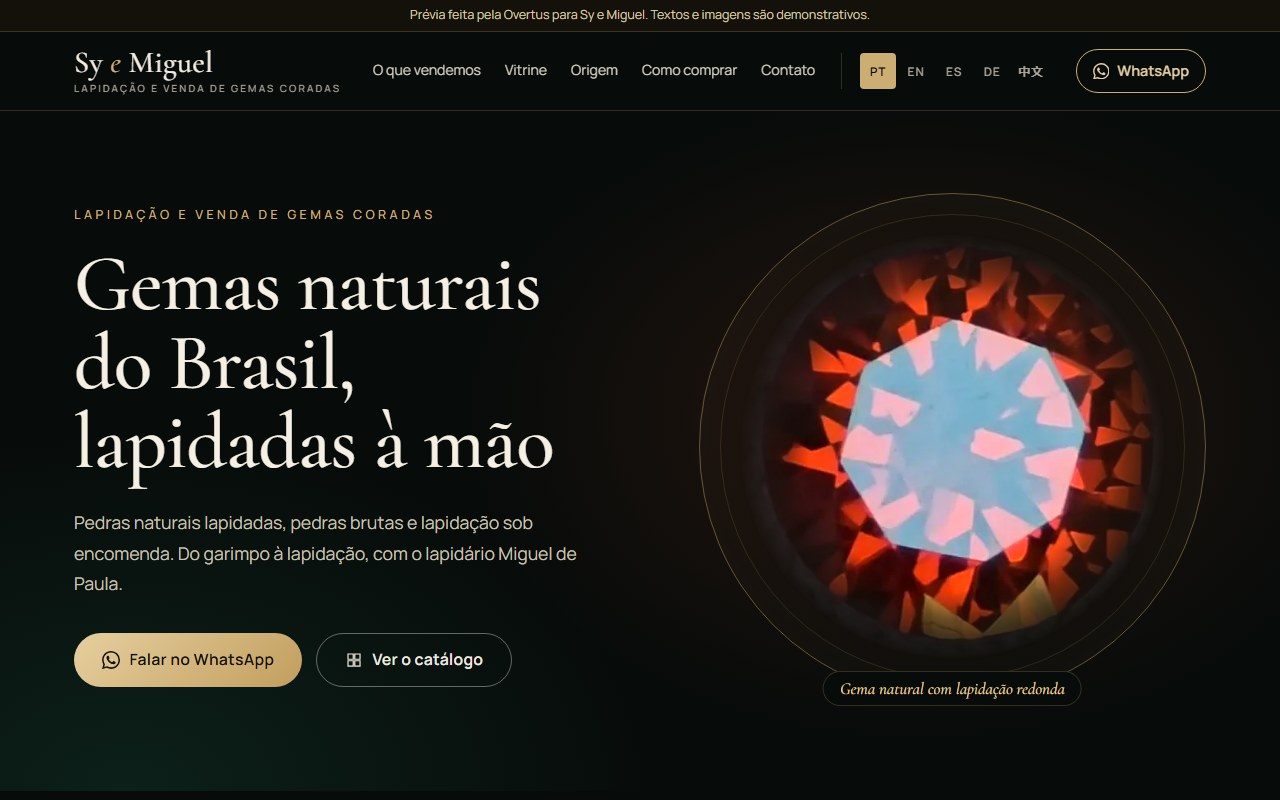 Prévia feita pela Overtus para Sy e Miguel. Textos e imagens são demonstrativos.
Sy e Miguel
LAPIDAÇÃO E VENDA DE GEMAS CORADAS
O que vendemos
Vitrine
Origem
Como comprar
Contato
PT
EN
ES
DE
中文
WhatsApp
LAPIDAÇÃO E VENDA DE GEMAS CORADAS
Gemas naturais
do Brasil,
lapidadas à mão
Pedras naturais lapidadas, pedras brutas e lapidação sob
encomenda. Do garimpo à lapidação, com o lapidário Miguel de
Paula.
Falar no WhatsApp
Ver o catálogo
Gema natural com lapidação redonda